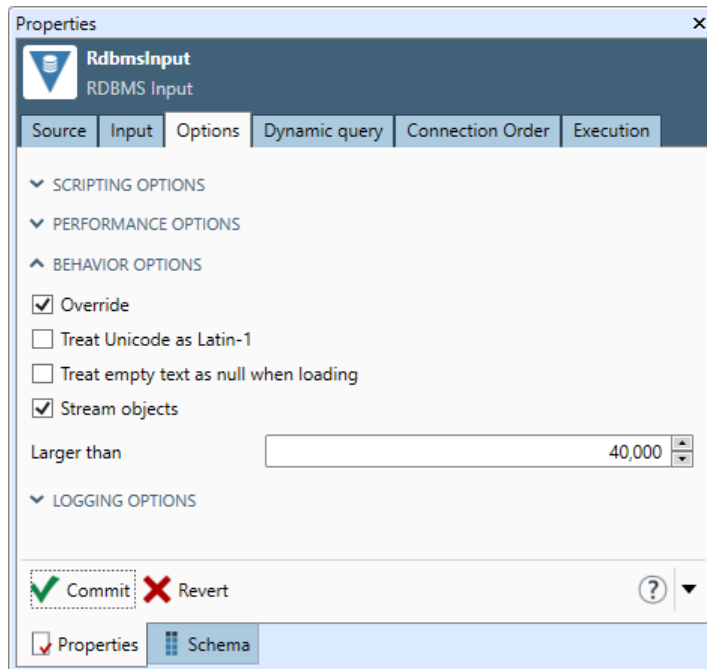 Properties
RdbmsInput
RDBMS Input
Source Input Options Dynamic query Connection Order Execution
SCRIPTING OPTIONS
PERFORMANCE OPTIONS
BEHAVIOR OPTIONS
Override
Treat Unicode as Latin-1
Treat empty text as null when loading
Stream objects
Larger than 40,000
LOGGING OPTIONS
Commit Revert ?
Properties Schema